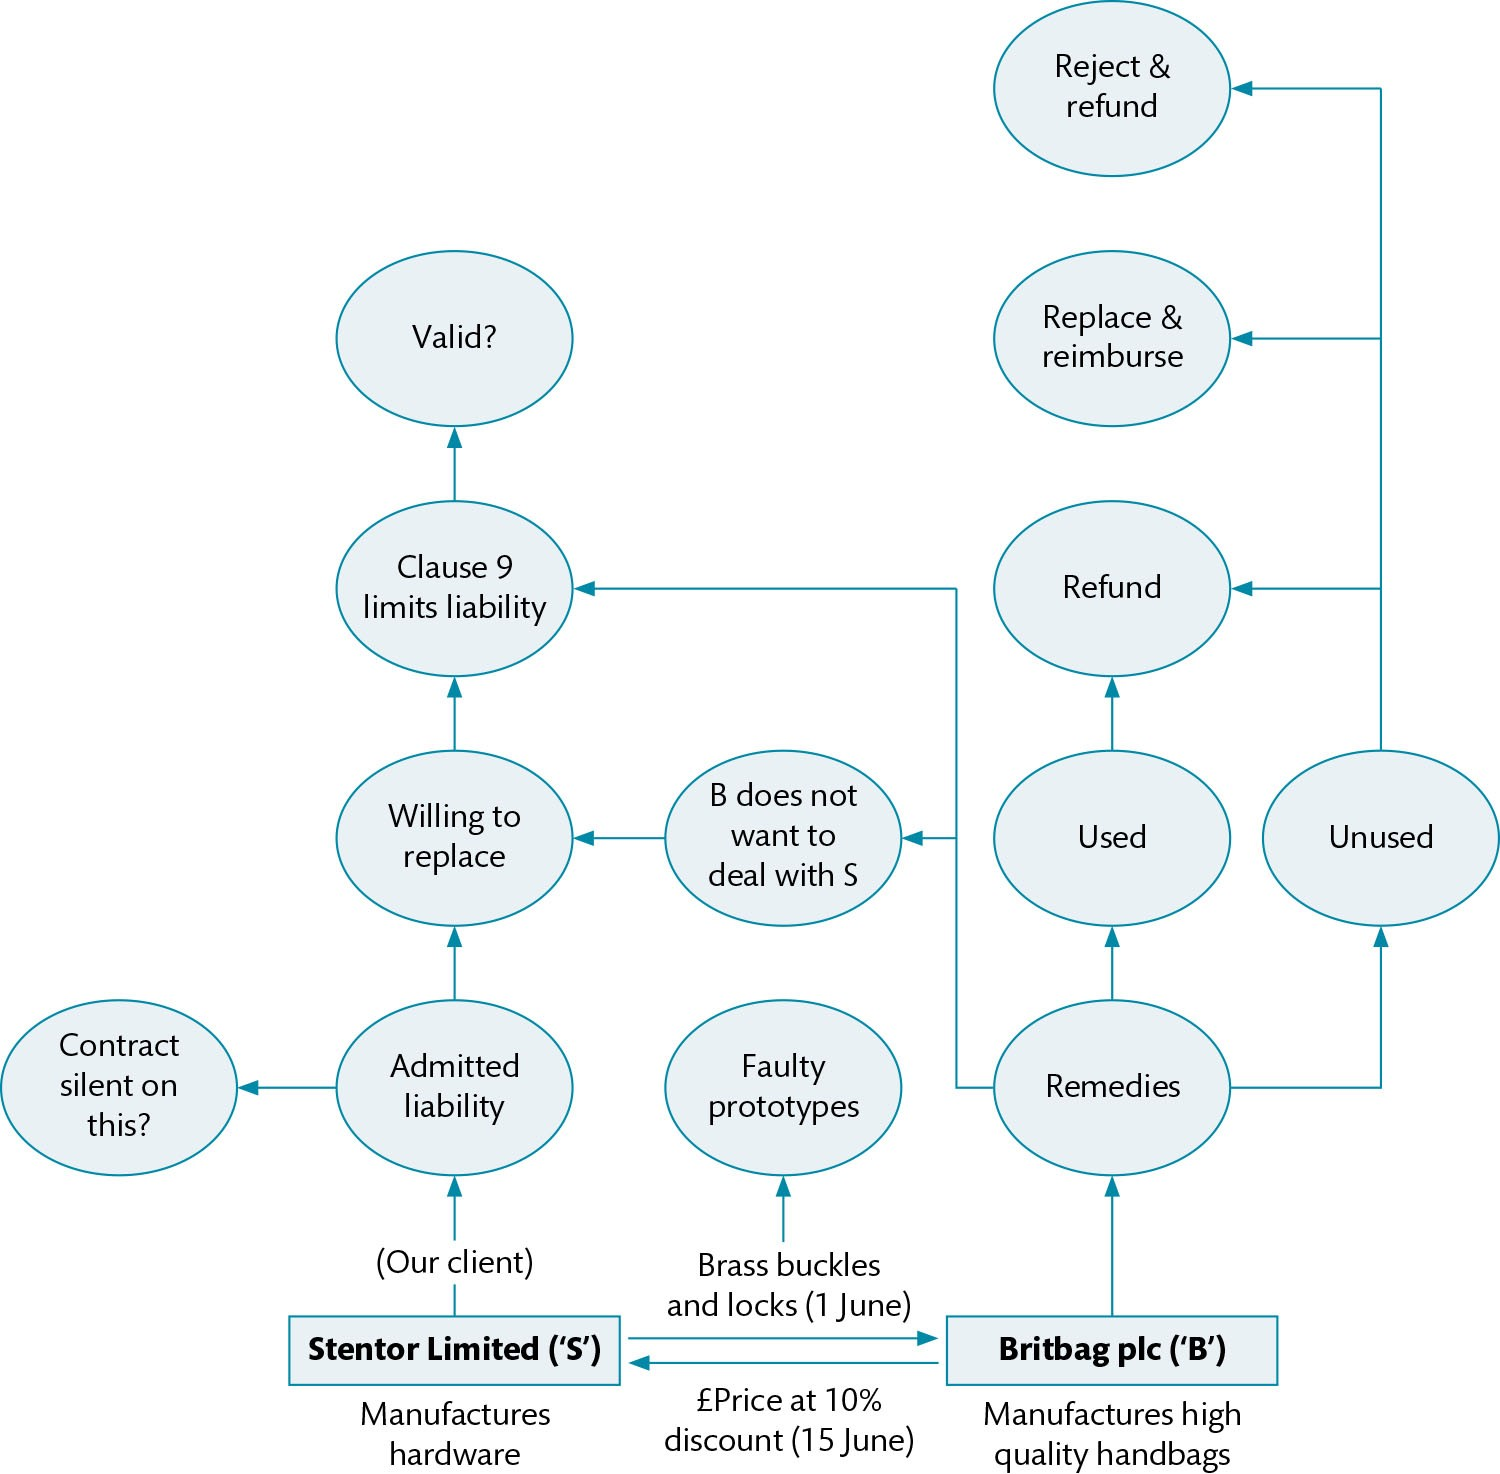 Reject &
refund
Valid?
Replace &
reimburse
Clause 9
limits liability
Refund
Willing to
replace
B does not
want to
deal with S
Used
Unused
Contract
silent on
this?
Admitted
liability
Faulty
prototypes
Remedies
(Our client)
Brass buckles
and locks (1 June)
Stentor Limited (‘S’)
Britbag plc (‘B’)
Manufactures
hardware
£Price at 10%
discount (15 June)
Manufactures high
quality handbags